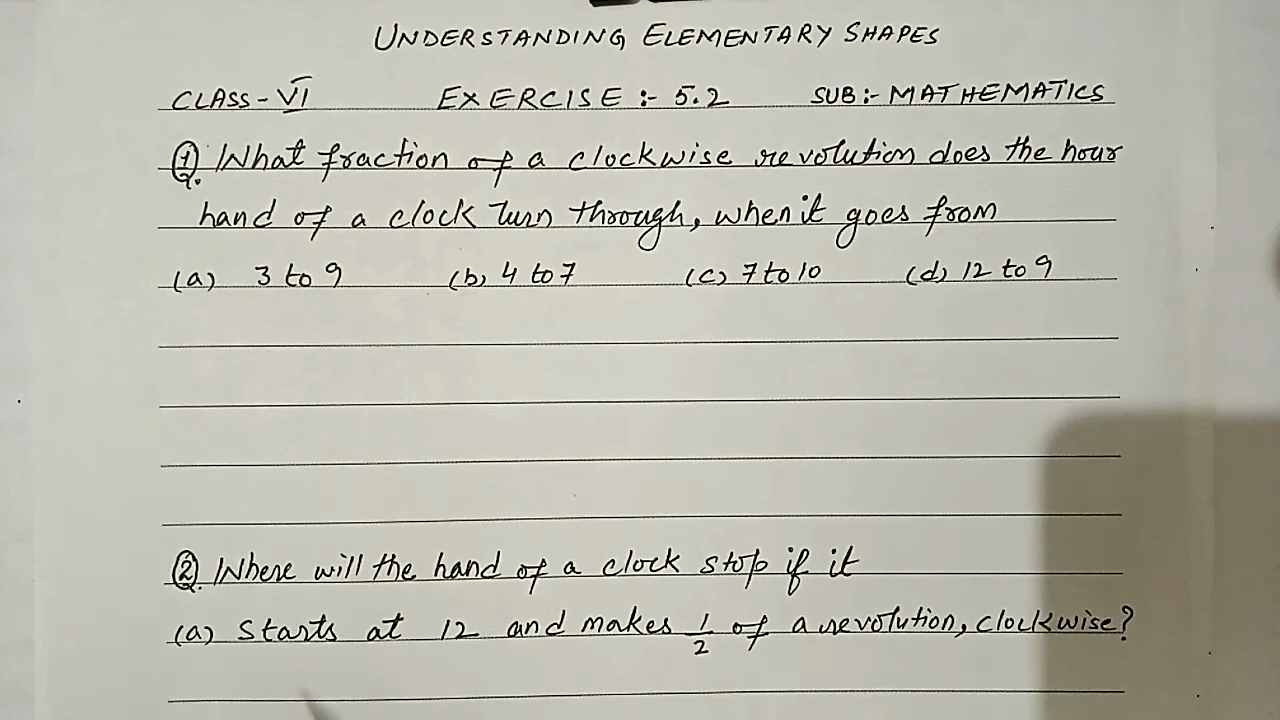 UNDERSTANDING ELEMENTARY SHAPES
CLASS - VI EXERCISE :- 5.2 SUB :- MATHEMATICS
Q.1 What fraction of a clockwise revolution does the hour
hand of a clock turn through, when it goes from
(a) 3 to 9 (b) 4 to 7 (c) 7 to 10 (d) 12 to 9
Q.2 Where will the hand of a clock stop if it
(a) starts at 12 and makes 1/2 of a revolution, clockwise?